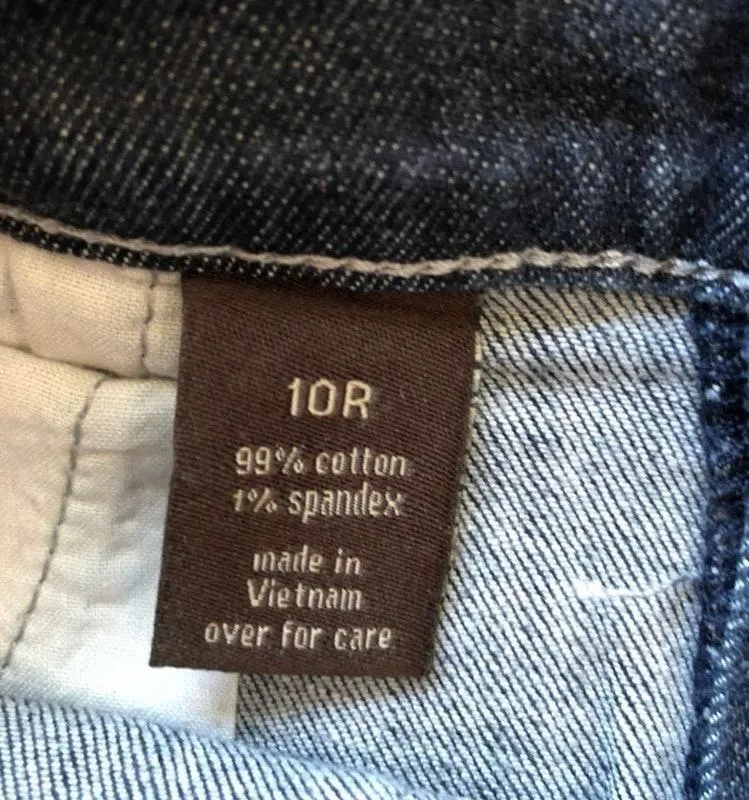 10R
99% cotton
1% spandex
made in
Vietnam
over for care